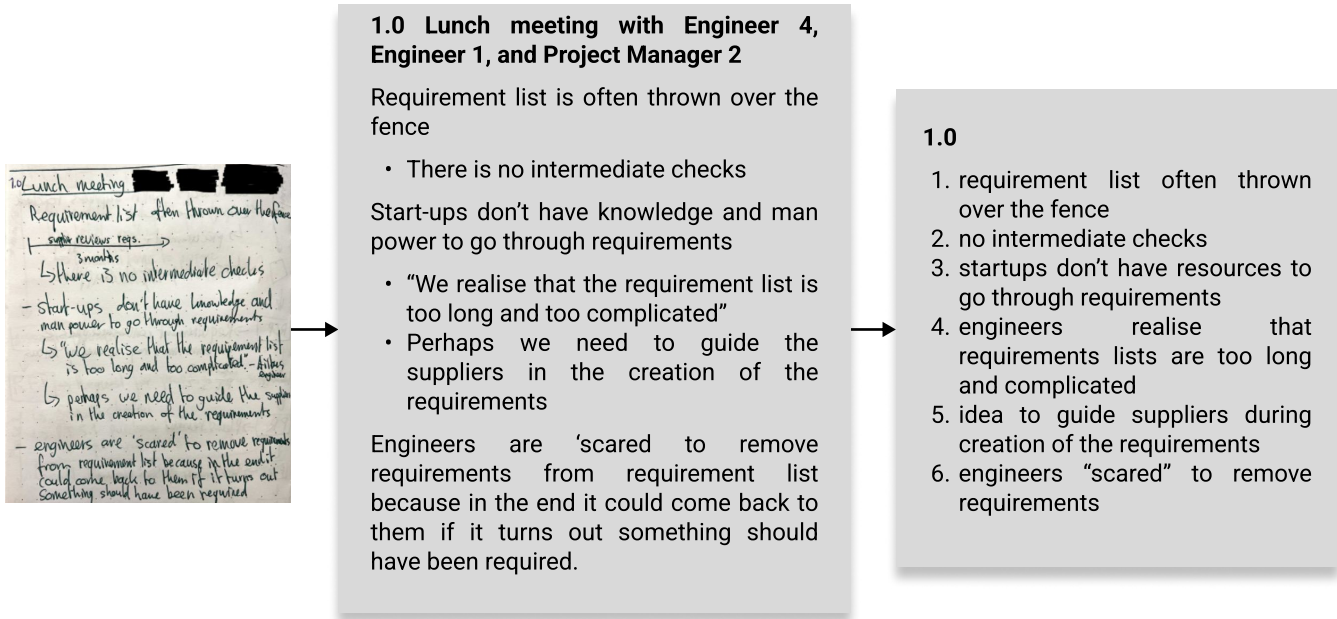 1.0 Lunch meeting
Requirement list often thrown over the fence
reviews reqs.
3 months
↳ there is no intermediate checks
- start-ups don't have knowledge and
man power to go through requirements
↳ "we realise that the requirement list
is too long and too complicated" - Airbus
engineer
↳ perhaps we need to guide the suppliers
in the creation of the requirements
- engineers are 'scared' to remove requirements
from requirement list because in the end it
could come back to them if it turns out
something should have been required
1.0 Lunch meeting with Engineer 4,
Engineer 1, and Project Manager 2
Requirement list is often thrown over the
fence
• There is no intermediate checks
Start-ups don’t have knowledge and man
power to go through requirements
• “We realise that the requirement list is
too long and too complicated”
• Perhaps we need to guide the
suppliers in the creation of the
requirements
Engineers are ‘scared to remove
requirements from requirement list
because in the end it could come back to
them if it turns out something should
have been required.
1.0
1. requirement list often thrown
over the fence
2. no intermediate checks
3. startups don’t have resources to
go through requirements
4. engineers realise that
requirements lists are too long
and complicated
5. idea to guide suppliers during
creation of the requirements
6. engineers “scared” to remove
requirements